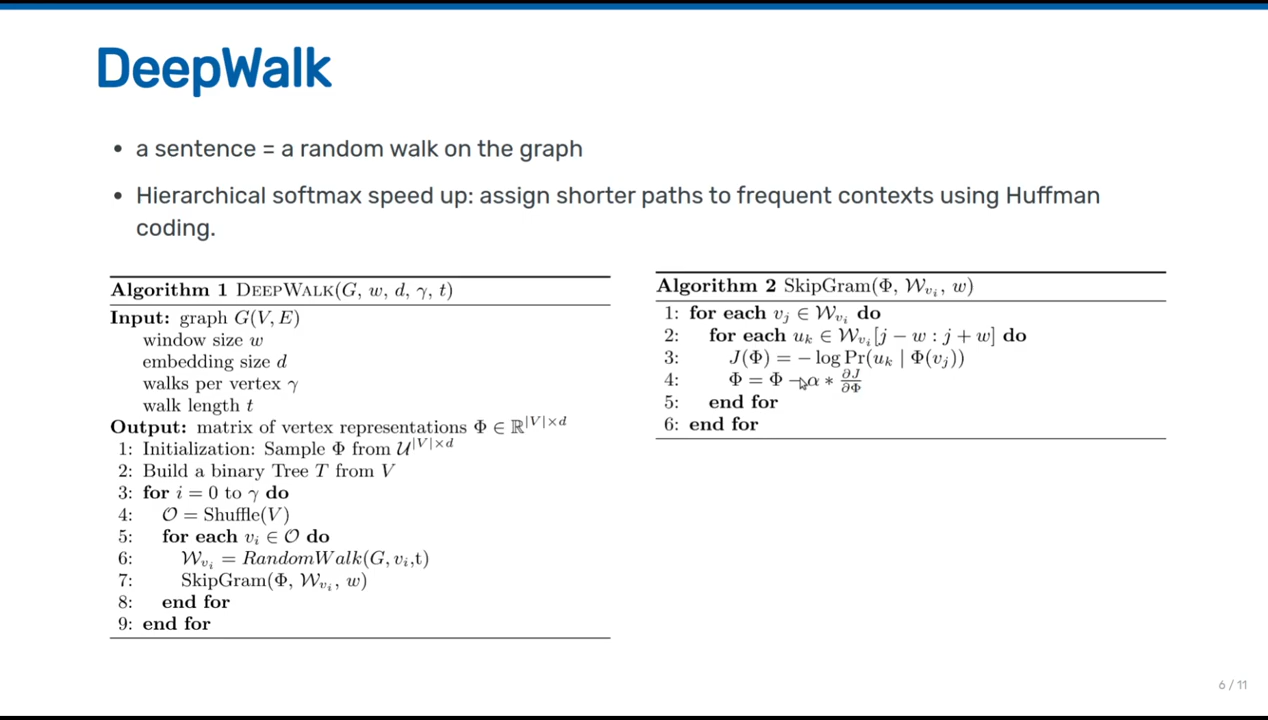 DeepWalk
• a sentence = a random walk on the graph
• Hierarchical softmax speed up: assign shorter paths to frequent contexts using Huffman
coding.
Algorithm 1 DEEPWALK(G, w, d, γ, t)
Input: graph G(V, E)
window size w
embedding size d
walks per vertex γ
walk length t
Output: matrix of vertex representations Φ ∈ ℝ^{|V|×d}
1: Initialization: Sample Φ from 𝒰^{|V|×d}
2: Build a binary Tree T from V
3: for i = 0 to γ do
4: 𝒪 = Shuffle(V)
5: for each v_i ∈ 𝒪 do
6: 𝒲_{v_i} = RandomWalk(G, v_i,t)
7: SkipGram(Φ, 𝒲_{v_i}, w)
8: end for
9: end for
Algorithm 2 SkipGram(Φ, 𝒲_{v_i}, w)
1: for each v_j ∈ 𝒲_{v_i} do
2: for each u_k ∈ 𝒲_{v_i}[j − w : j + w] do
3: J(Φ) = − log Pr(u_k | Φ(v_j))
4: Φ = Φ − α * ∂J/∂Φ
5: end for
6: end for
6 / 11